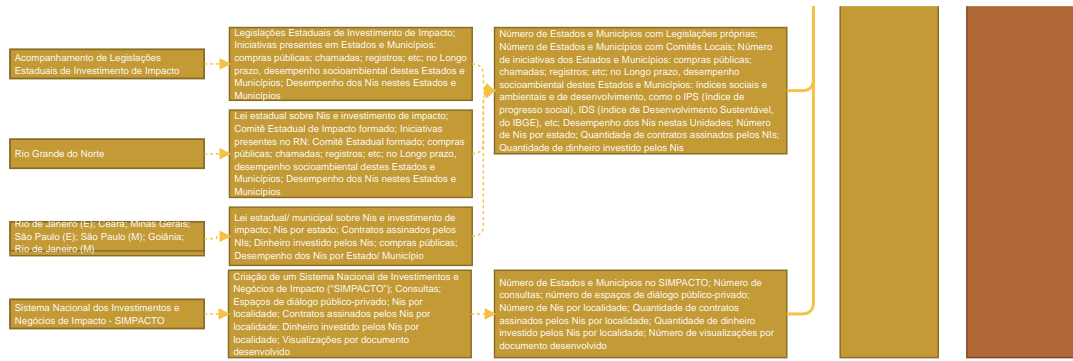 Acompanhamento de Legislações
Estaduais de Investimento de Impacto
Legislações Estaduais de Investimento de Impacto;
Iniciativas presentes em Estados e Municípios:
compras públicas; chamadas; registros; etc; no Longo
prazo, desempenho socioambiental destes Estados e
Municípios; Desempenho dos Nis nestes Estados e
Municípios
Número de Estados e Municípios com Legislações próprias;
Número de Estados e Municípios com Comitês Locais; Número
de iniciativas dos Estados e Municípios: compras públicas;
chamadas; registros; etc; no Longo prazo, desempenho
socioambiental destes Estados e Municípios: índices sociais e
ambientais e de desenvolvimento, como o IPS (índice de
progresso social), IDS (índice de Desenvolvimento Sustentável,
do IBGE), etc; Desempenho dos Nis nestas Unidades; Número
de Nis por estado; Quantidade de contratos assinados pelos NIs;
Quantidade de dinheiro investido pelos Nis
Rio Grande do Norte
Lei estadual sobre Nis e investimento de impacto;
Comitê Estadual de Impacto formado; Iniciativas
presentes no RN: Comitê Estadual formado; compras
públicas; chamadas; registros; etc; no Longo prazo,
desempenho socioambiental destes Estados e
Municípios; Desempenho dos Nis nestes Estados e
Municípios
Rio de Janeiro (E); Ceará; Minas Gerais;
São Paulo (E); São Paulo (M); Goiânia;
Rio de Janeiro (M)
Lei estadual/ municipal sobre Nis e investimento de
impacto; Nis por estado; Contratos assinados pelos
NIs; Dinheiro investido pelos Nis; compras públicas;
Desempenho dos Nis por Estado/ Município
Sistema Nacional dos Investimentos e
Negócios de Impacto - SIMPACTO
Criação de um Sistema Nacional de Investimentos e
Negócios de Impacto ("SIMPACTO"); Consultas;
Espaços de diálogo público-privado; Nis por
localidade; Contratos assinados pelos Nis por
localidade; Dinheiro investido pelos Nis por
localidade; Visualizações por documento
desenvolvido
Número de Estados e Municípios no SIMPACTO; Número de
consultas; número de espaços de diálogo público-privado;
Número de Nis por localidade; Quantidade de contratos
assinados pelos Nis por localidade; Quantidade de dinheiro
investido pelos Nis por localidade; Número de visualizações por
documento desenvolvido